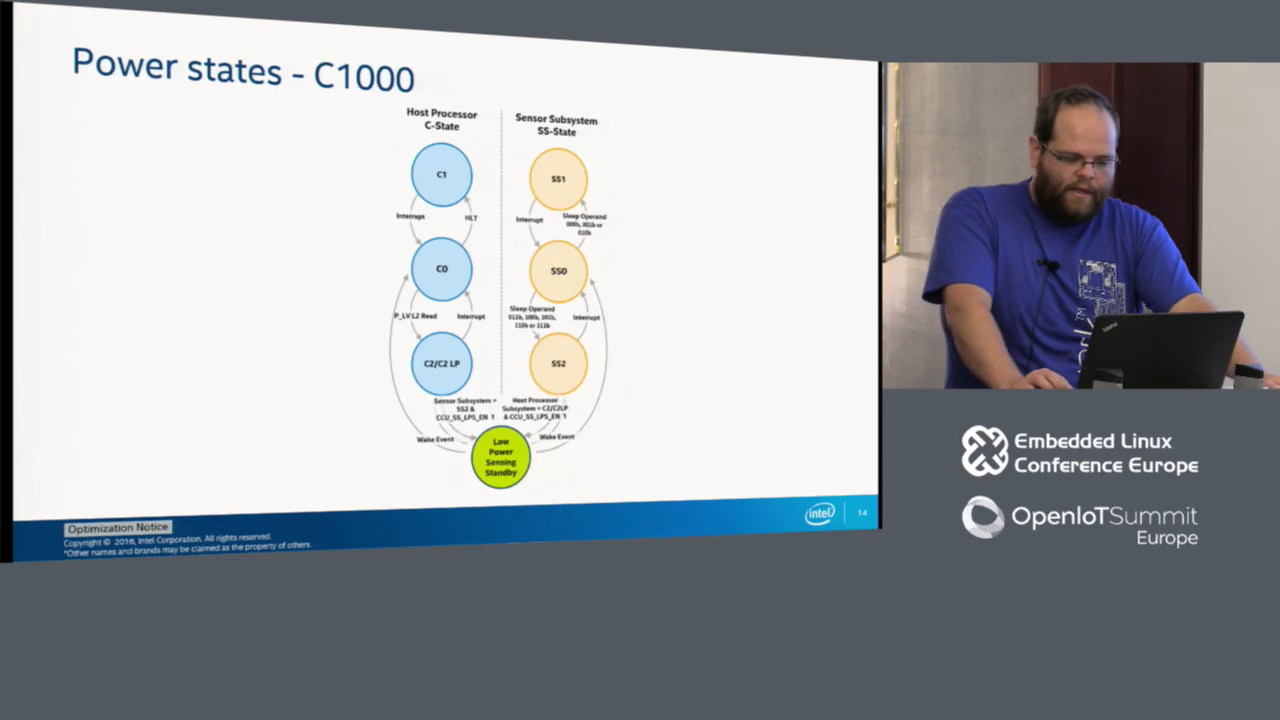 Power states - C1000
Host Processor
C-State
Sensor Subsystem
SS-State
C1
SS1
Interrupt
HLT
Interrupt
Sleep Operand
000b, 001b or
010b
C0
SS0
P_LV L2 Read
Interrupt
Sleep Operand
011b, 100b, 101b,
110b or 111b
Interrupt
C2/C2 LP
SS2
Sensor Subsystem =
SS2 &
CCU_SS_LPS_EN 1
Host Processor
Subsystem = C2/C2LP
& CCU_SS_LPS_EN 1
Wake Event
Wake Event
Low
Power
Sensing
Standby
Optimization Notice
Copyright © 2016, Intel Corporation. All rights reserved.
*Other names and brands may be claimed as the property of others.
intel
14
Embedded Linux
Conference Europe
OpenIoTSummit
Europe